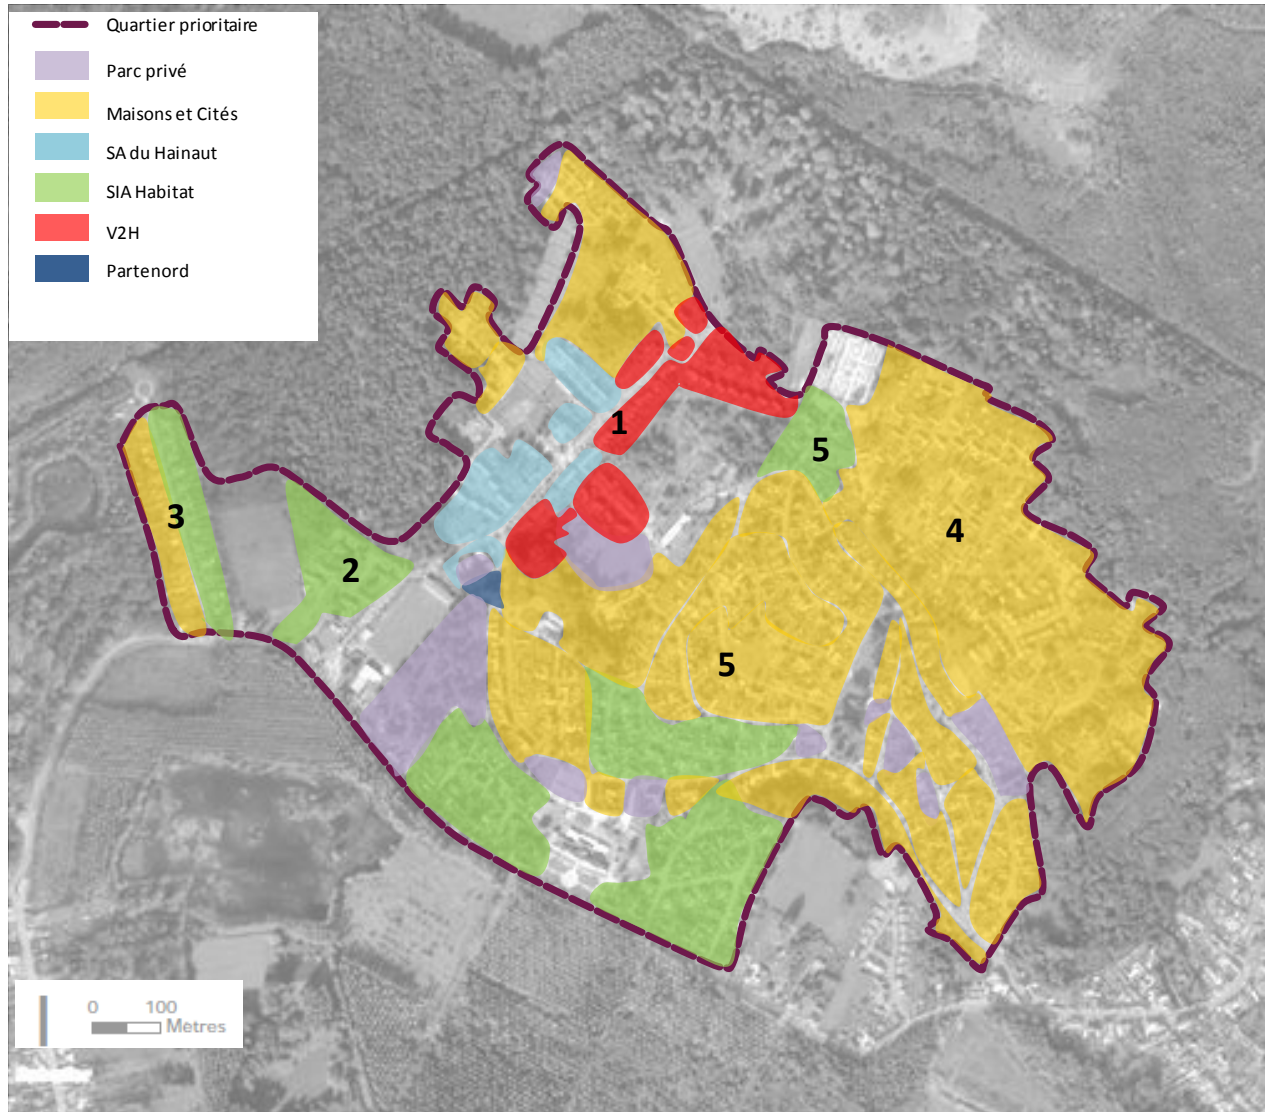 Quartier prioritaire
Parc privé
Maisons et Cités
SA du Hainaut
SIA Habitat
V2H
Partenord
1
5
3
4
2
5
0 100
Metres